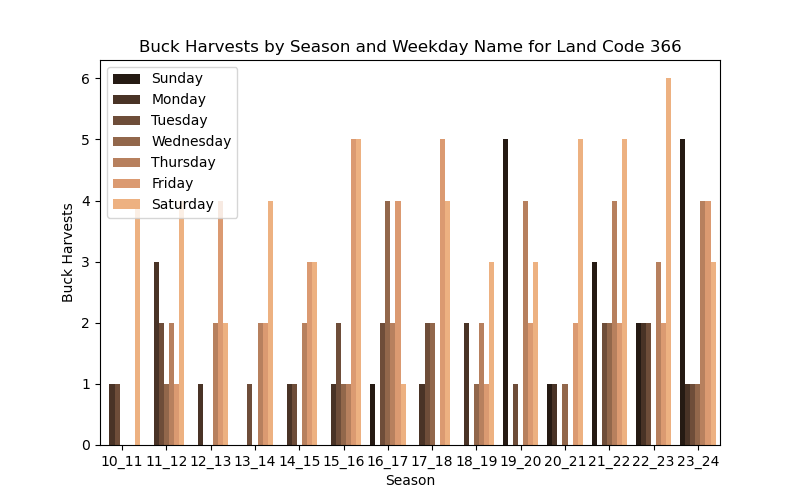 Buck Harvests by Season and Weekday Name for Land Code 366
Sunday
Monday
Tuesday
Wednesday
Thursday
Friday
Saturday
6
5
4
3
2
1
0
Buck Harvests
10_11 11_12 12_13 13_14 14_15 15_16 16_17 17_18 18_19 19_20 20_21 21_22 22_23 23_24
Season